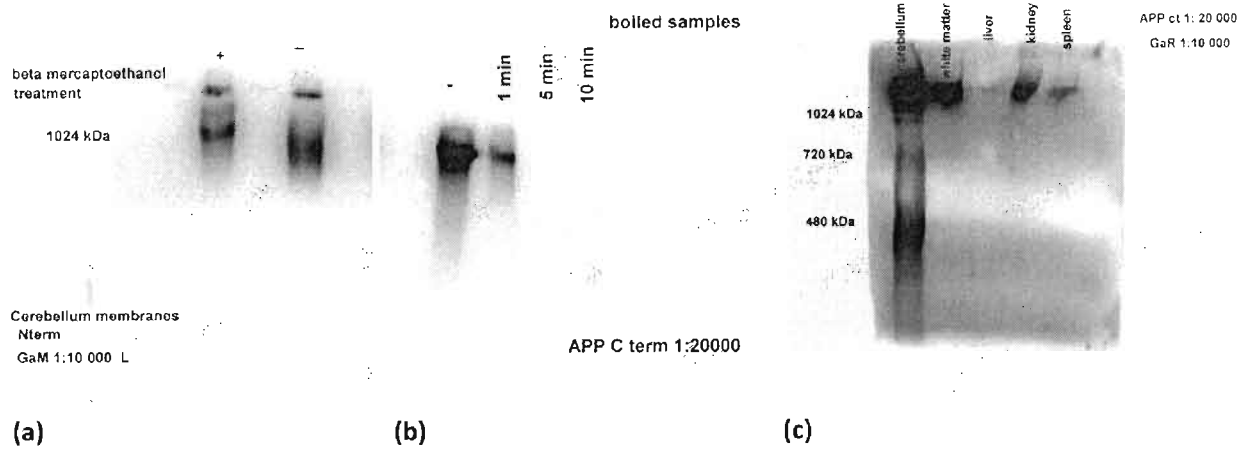 + –
beta mercaptoethanol
treatment
1024 kDa
Cerebellum membranes
Nterm
GaM 1:10 000 L
(a)
boiled samples
- 1 min 5 min 10 min
APP C term 1:20000
(b)
cerebellum white matter liver kidney spleen
APP ct 1: 20 000
GaR 1:10 000
1024 kDa
720 kDa
480 kDa
(c)